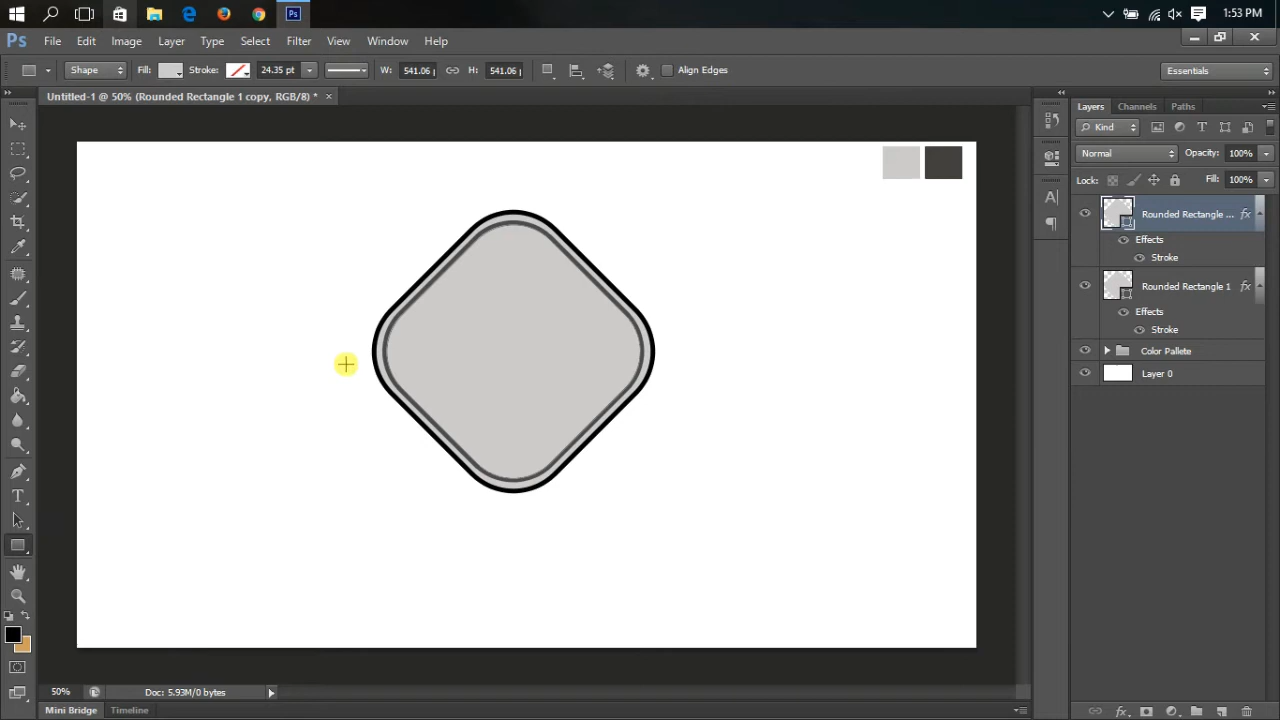 1:53 PM
Ps
Ps File Edit Image Layer Type Select Filter View Window Help
Shape Fill: Stroke: 24.35 pt W: 541.06 p H: 541.06 p Align Edges Essentials
Untitled-1 @ 50% (Rounded Rectangle 1 copy, RGB/8) * ×
Layers Channels Paths
Kind
Normal Opacity: 100%
Lock: Fill: 100%
Rounded Rectangle ... fx
Effects
Stroke
Rounded Rectangle 1 fx
Effects
Stroke
Color Pallete
Layer 0
50% Doc: 5.93M/0 bytes
Mini Bridge Timeline